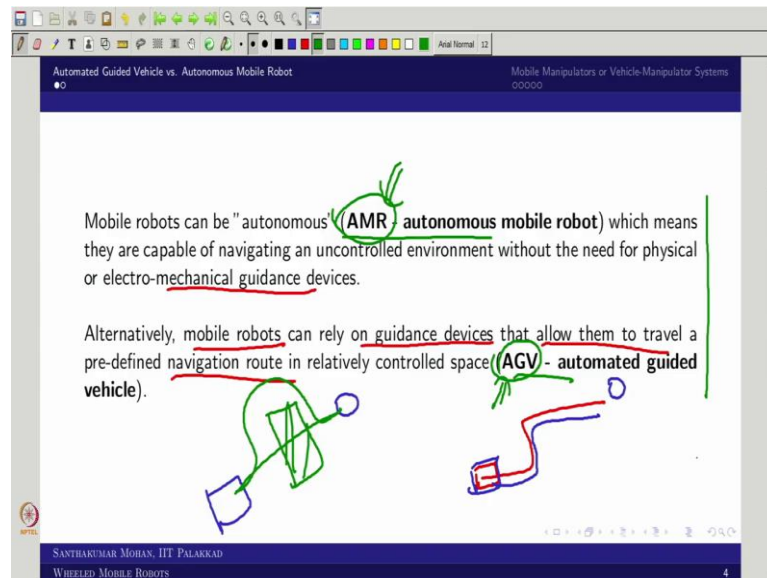 Arial Normal 12
Automated Guided Vehicle vs. Autonomous Mobile Robot
Mobile Manipulators or Vehicle-Manipulator Systems
Mobile robots can be "autonomous" (AMR - autonomous mobile robot) which means
they are capable of navigating an uncontrolled environment without the need for physical
or electro-mechanical guidance devices.
Alternatively, mobile robots can rely on guidance devices that allow them to travel a
pre-defined navigation route in relatively controlled space (AGV - automated guided
vehicle).
NPTEL
SANTHAKUMAR MOHAN, IIT PALAKKAD
WHEELED MOBILE ROBOTS
4